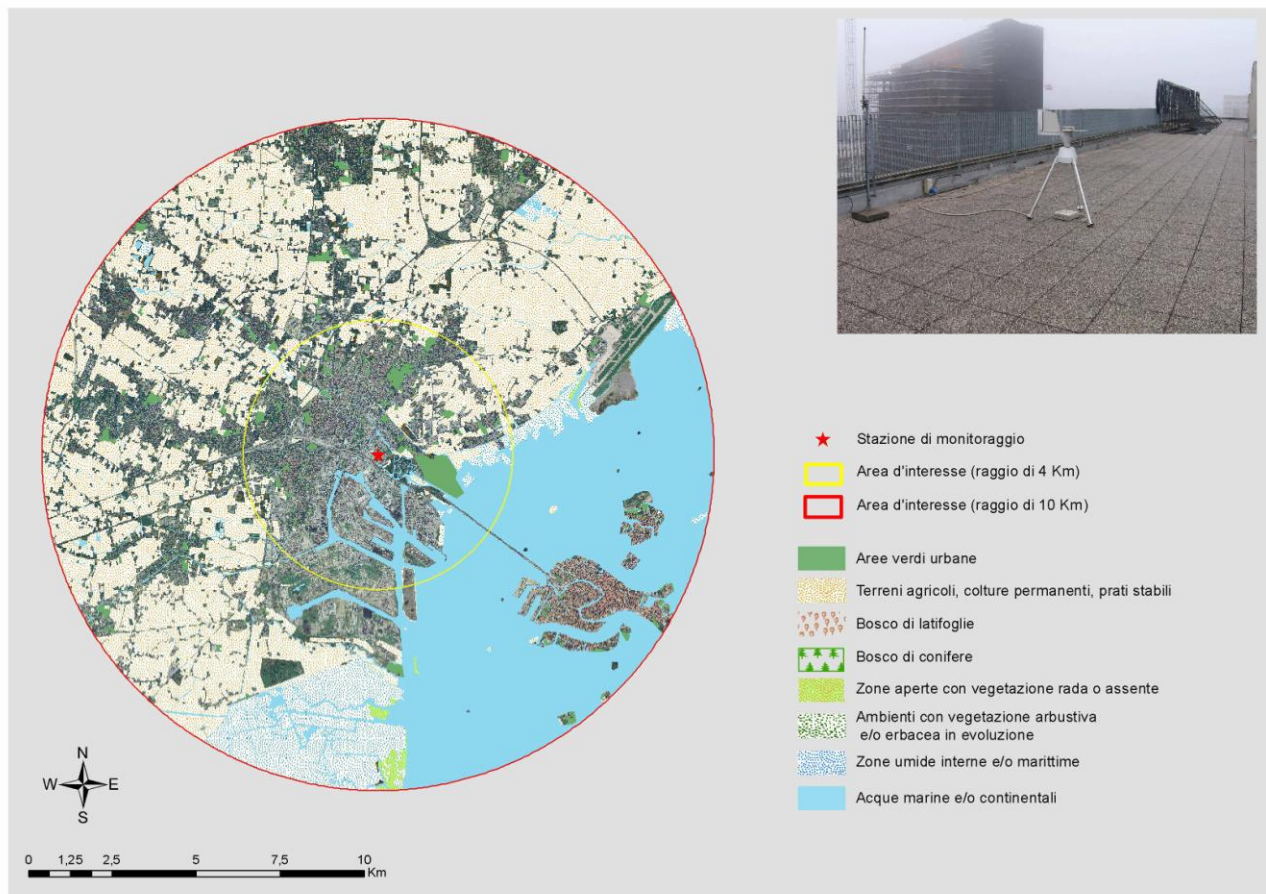 Stazione di monitoraggio
Area d'interesse (raggio di 4 Km)
Area d'interesse (raggio di 10 Km)
Aree verdi urbane
Terreni agricoli, colture permanenti, prati stabili
Bosco di latifoglie
Bosco di conifere
Zone aperte con vegetazione rada o assente
Ambienti con vegetazione arbustiva
e/o erbacea in evoluzione
Zone umide interne e/o marittime
Acque marine e/o continentali
N
W E
S
0 1,25 2,5 5 7,5 10
Km